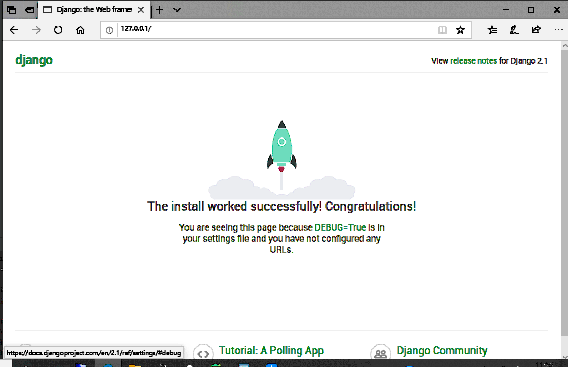 Django: the Web frame
127.0.0.1/
django
View release notes for Django 2.1
The install worked successfully! Congratulations!
You are seeing this page because DEBUG=True is in
your settings file and you have not configured any
URLs.
https://docs.djangoproject.com/en/2.1/ref/settings/#debug
Tutorial: A Polling App
Django Community